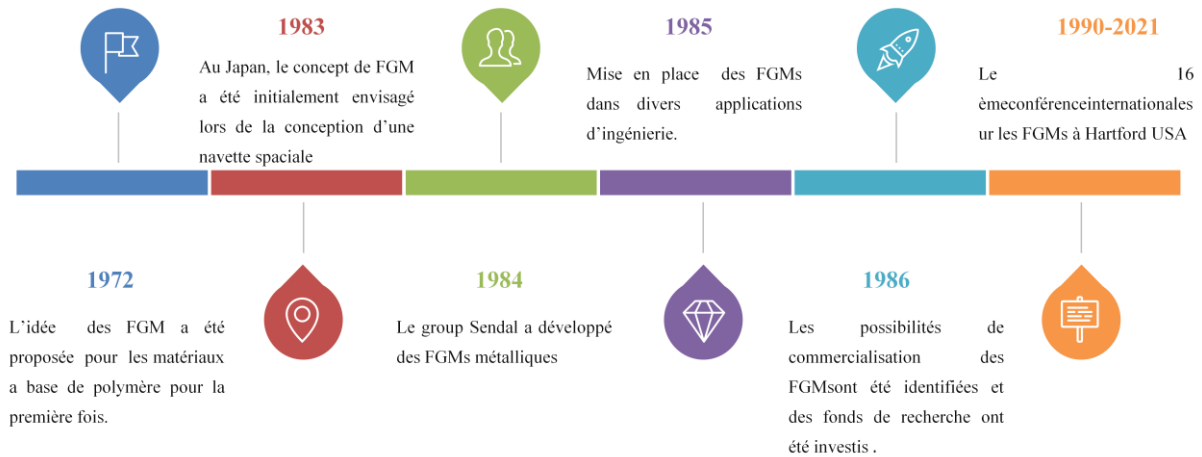 1983
Au Japan, le concept de FGM
a été initialement envisagé
lors de la conception d’une
navette spaciale
1985
Mise en place des FGMs
dans divers applications
d’ingénierie.
1990-2021
Le 16
èmeconférenceinternationales
ur les FGMs à Hartford USA
1972
L’idée des FGM a été
proposée pour les matériaux
a base de polymère pour la
première fois.
1984
Le group Sendal a développé
des FGMs métalliques
1986
Les possibilités de
commercialisation des
FGMsont été identifiées et
des fonds de recherche ont
été investis .